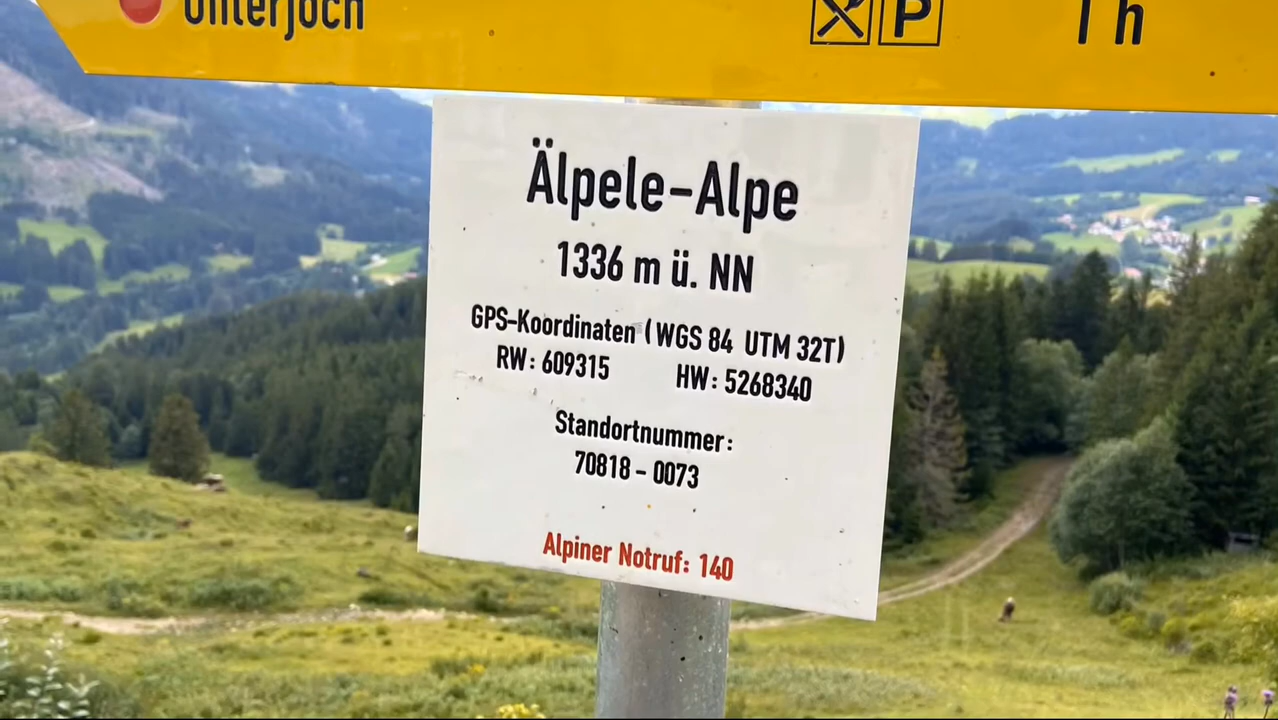 Unterjoch P 1 h
Älpele-Alpe
1336 m ü. NN
GPS-Koordinaten (WGS 84 UTM 32T)
RW: 609315 HW: 5268340
Standortnummer:
70818 - 0073
Alpiner Notruf: 140